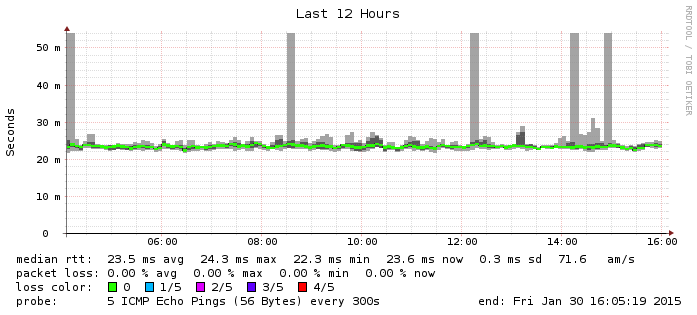 Last 12 Hours
RRDTOOL / TOBI OETIKER
Seconds
50 m
40 m
30 m
20 m
10 m
0
06:00 08:00 10:00 12:00 14:00 16:00
median rtt: 23.5 ms avg 24.3 ms max 22.3 ms min 23.6 ms now 0.3 ms sd 71.6 am/s
packet loss: 0.00 % avg 0.00 % max 0.00 % min 0.00 % now
loss color: 0 1/5 2/5 3/5 4/5
probe: 5 ICMP Echo Pings (56 Bytes) every 300s end: Fri Jan 30 16:05:19 2015